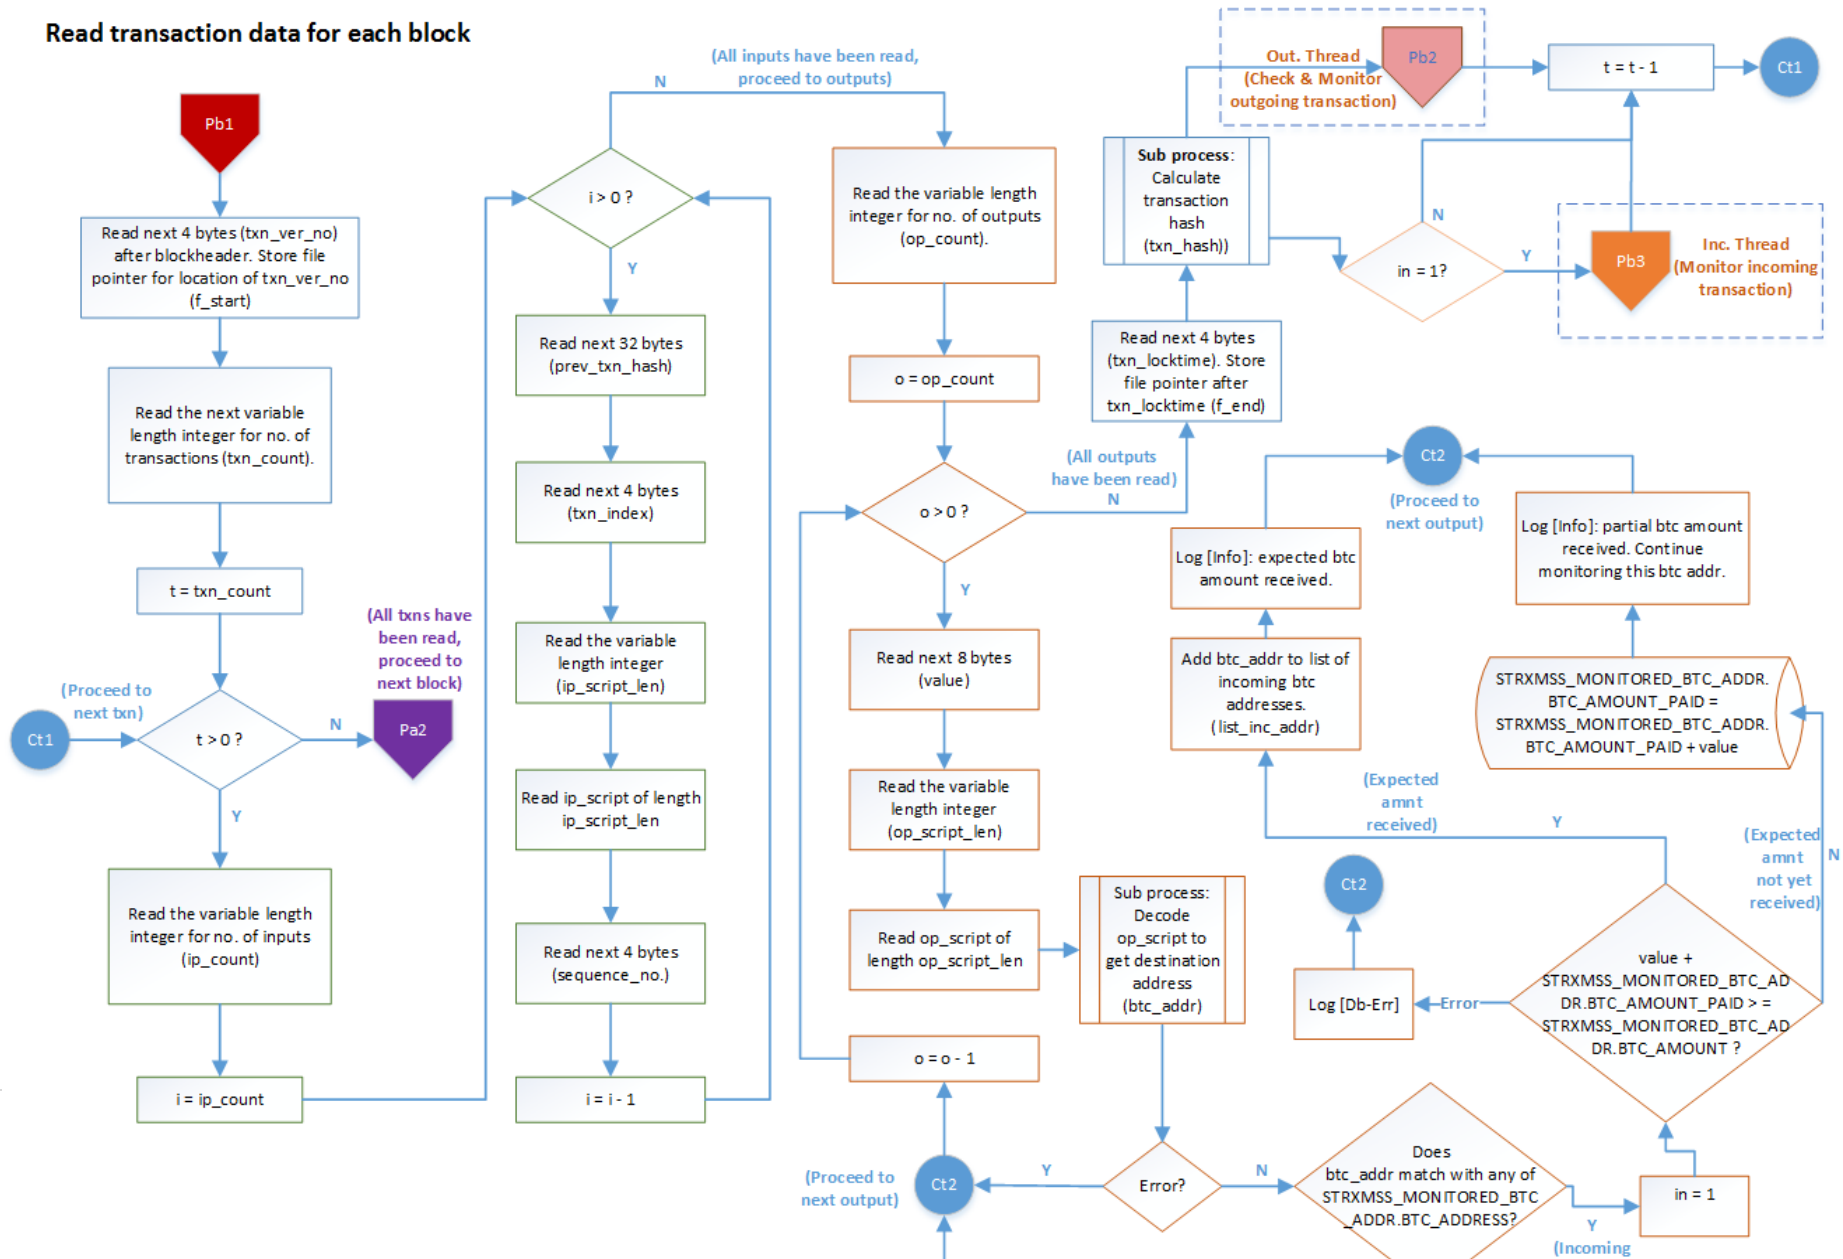 Read transaction data for each block
Pb1
Read next 4 bytes (txn_ver_no)
after blockheader. Store file
pointer for location of txn_ver_no
(f_start)
Read the next variable
length integer for no. of
transactions (txn_count).
t = txn_count
(Proceed to
next txn)
Ct1
t > 0 ?
N
(All txns have
been read,
proceed to
next block)
Pa2
Y
Read the variable length
integer for no. of inputs
(ip_count)
i = ip_count
i > 0 ?
N
(All inputs have been read,
proceed to outputs)
Y
Read next 32 bytes
(prev_txn_hash)
Read next 4 bytes
(txn_index)
Read the variable
length integer
(ip_script_len)
Read ip_script of length
ip_script_len
Read next 4 bytes
(sequence_no.)
i = i - 1
Read the variable length
integer for no. of outputs
(op_count).
o = op_count
o > 0 ?
(All outputs
have been read)
N
Y
Read next 8 bytes
(value)
Read the variable
length integer
(op_script_len)
Read op_script of
length op_script_len
o = o - 1
(Proceed to
next output)
Ct2
Sub process:
Decode
op_script to
get destination
address
(btc_addr)
Y
Error?
N
Does
btc_addr match with any of
STRXMSS_MONITORED_BTC
_ADDR.BTC_ADDRESS?
Y
(Incoming
in = 1
value +
STRXMSS_MONITORED_BTC_AD
DR.BTC_AMOUNT_PAID > =
STRXMSS_MONITORED_BTC_AD
DR.BTC_AMOUNT ?
Error
Log [Db-Err]
Ct2
Y
(Expected
amnt
received)
N
(Expected
amnt
not yet
received)
Add btc_addr to list of
incoming btc
addresses.
(list_inc_addr)
Log [Info]: expected btc
amount received.
Ct2
(Proceed to
next output)
STRXMSS_MONITORED_BTC_ADDR.
BTC_AMOUNT_PAID =
STRXMSS_MONITORED_BTC_ADDR.
BTC_AMOUNT_PAID + value
Log [Info]: partial btc amount
received. Continue
monitoring this btc addr.
Read next 4 bytes
(txn_locktime). Store
file pointer after
txn_locktime (f_end)
Sub process:
Calculate
transaction
hash
(txn_hash))
Out. Thread
(Check & Monitor
outgoing transaction)
Pb2
t = t - 1
Ct1
in = 1?
N
Y
Pb3
Inc. Thread
(Monitor incoming
transaction)